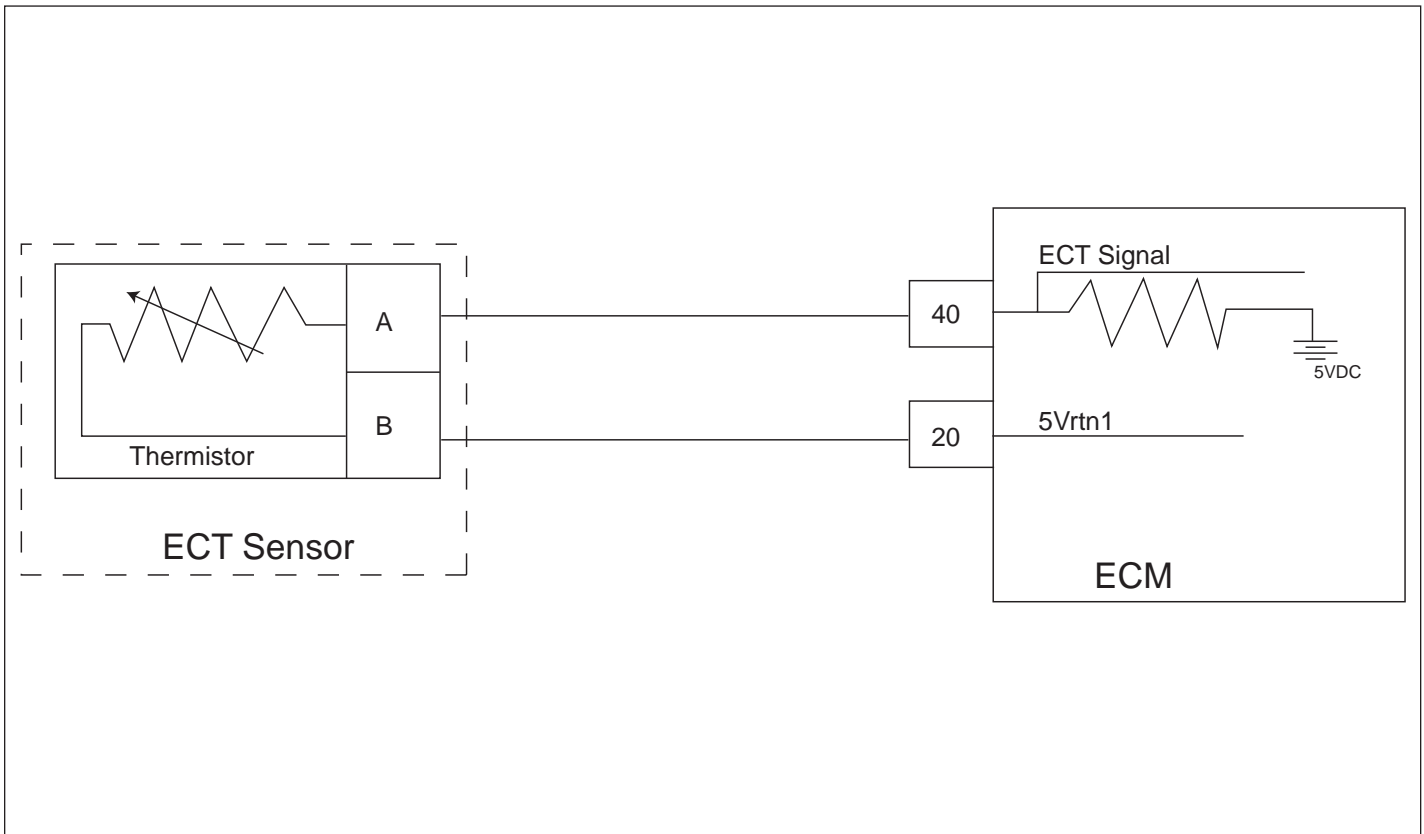 ECT Signal
A
40
5VDC
B
20
5Vrtn1
Thermistor
ECT Sensor
ECM